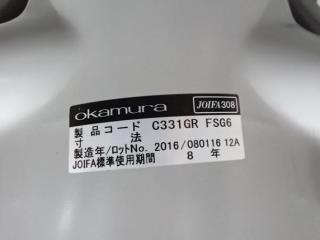 okamura JOIFA308
製品コード C331GR FSG6
寸 法
製造年/ロットNo. 2016/080116 12A
JOIFA標準使用期間 8 年